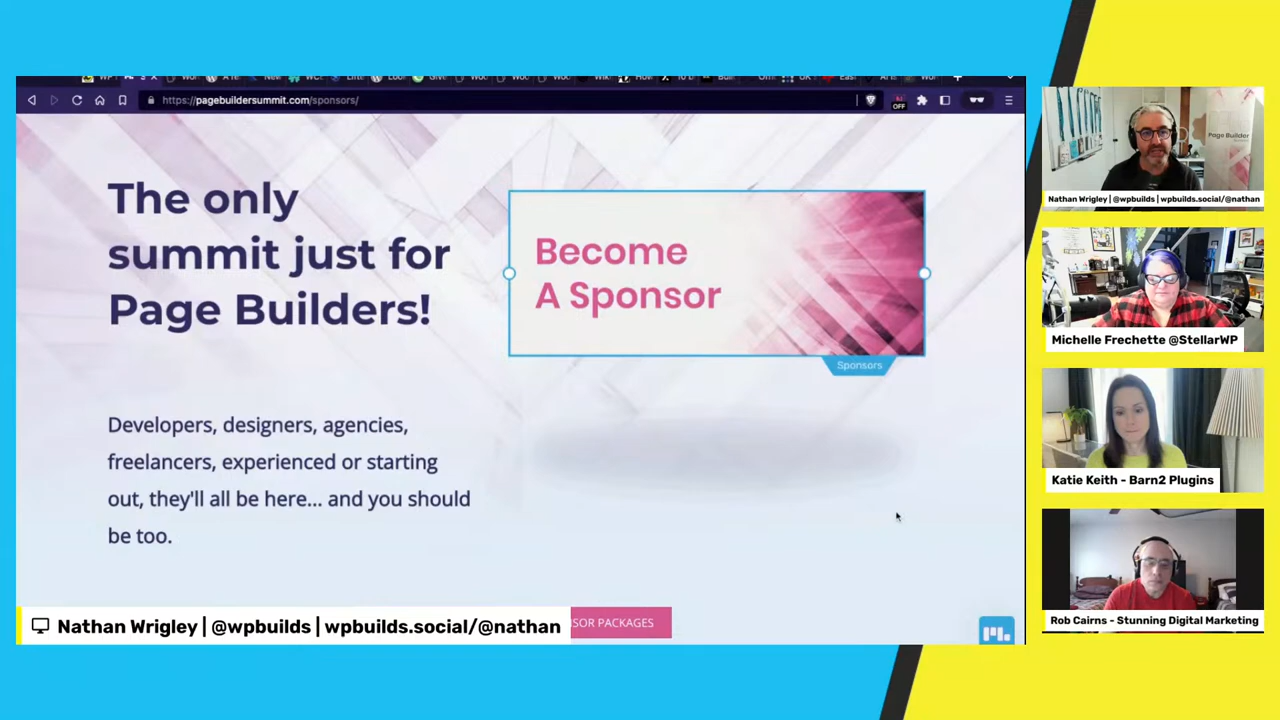 https://pagebuildersummit.com/sponsors/
OFF
The only
summit just for
Page Builders!
Become
A Sponsor
Sponsors
Developers, designers, agencies,
freelancers, experienced or starting
out, they'll all be here... and you should
be too.
SOR PACKAGES
Nathan Wrigley | @wpbuilds | wpbuilds.social/@nathan
Page Builder
Nathan Wrigley | @wpbuilds | wpbuilds.social/@nathan
Michelle Frechette @StellarWP
Katie Keith - Barn2 Plugins
Rob Cairns - Stunning Digital Marketing